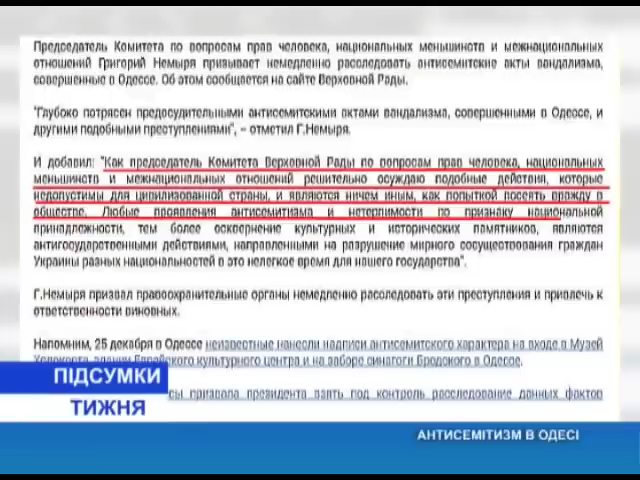 Председатель Комитета по вопросам прав человека, национальных меньшинств и межнациональных
отношений Григорий Немыря призывает немедленно расследовать антисемитские акты вандализма,
совершенные в Одессе. Об этом сообщается на сайте Верховной Рады.
"Глубоко потрясен предосудительными антисемитскими актами вандализма, совершенными в Одессе, и
другими подобными преступлениями", – отметил Г.Немыря.
И добавил: "Как председатель Комитета Верховной Рады по вопросам прав человека, национальных
меньшинств и межнациональных отношений решительно осуждаю подобные действия, которые
недопустимы для цивилизованной страны, и являются ничем иным, как попыткой посеять вражду в
обществе. Любые проявления антисемитизма и нетерпимости по признаку национальной
принадлежности, тем более осквернение культурных и исторических памятников, являются
антигосударственными действиями, направленными на разрушение мирного сосуществования граждан
Украины разных национальностей в это нелегкое время для нашего государства".
Г.Немыря призвал правоохранительные органы немедленно расследовать эти преступления и привлечь к
ответственности виновных.
Напомним, 25 декабря в Одессе неизвестные нанесли надписи антисемитского характера на входе в Музей
Холокоста, здании Еврейского культурного центра и на заборе синагоги Бродского в Одессе.
ПІДСУМКИ
сы призвала президента взять под контроль расследование данных фактов
ТИЖНЯ
АНТИСЕМІТИЗМ В ОДЕСІ